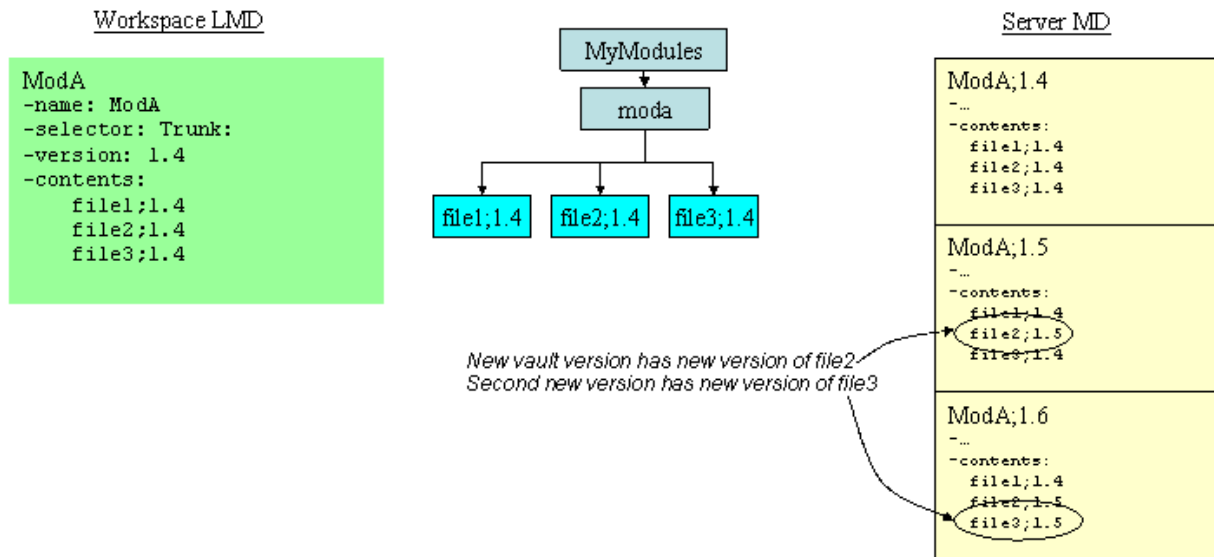 Workspace LMD
ModA
-name: ModA
-selector: Trunk:
-version: 1.4
-contents:
file1;1.4
file2;1.4
file3;1.4
MyModules
moda
file1;1.4
file2;1.4
file3;1.4
New vault version has new version of file2
Second new version has new version of file3
Server MD
ModA;1.4
-...
-contents:
file1;1.4
file2;1.4
file3;1.4
ModA;1.5
-...
-contents:
file1;1.4
file2;1.5
file3;1.4
ModA;1.6
-...
-contents:
file1;1.4
file2;1.5
file3;1.5